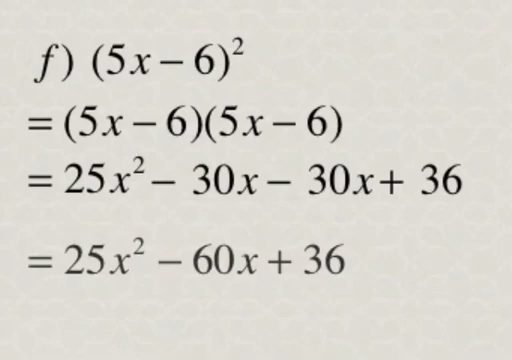 f) (5x − 6)²
= (5x − 6)(5x − 6)
= 25x² − 30x − 30x + 36
= 25x² − 60x + 36